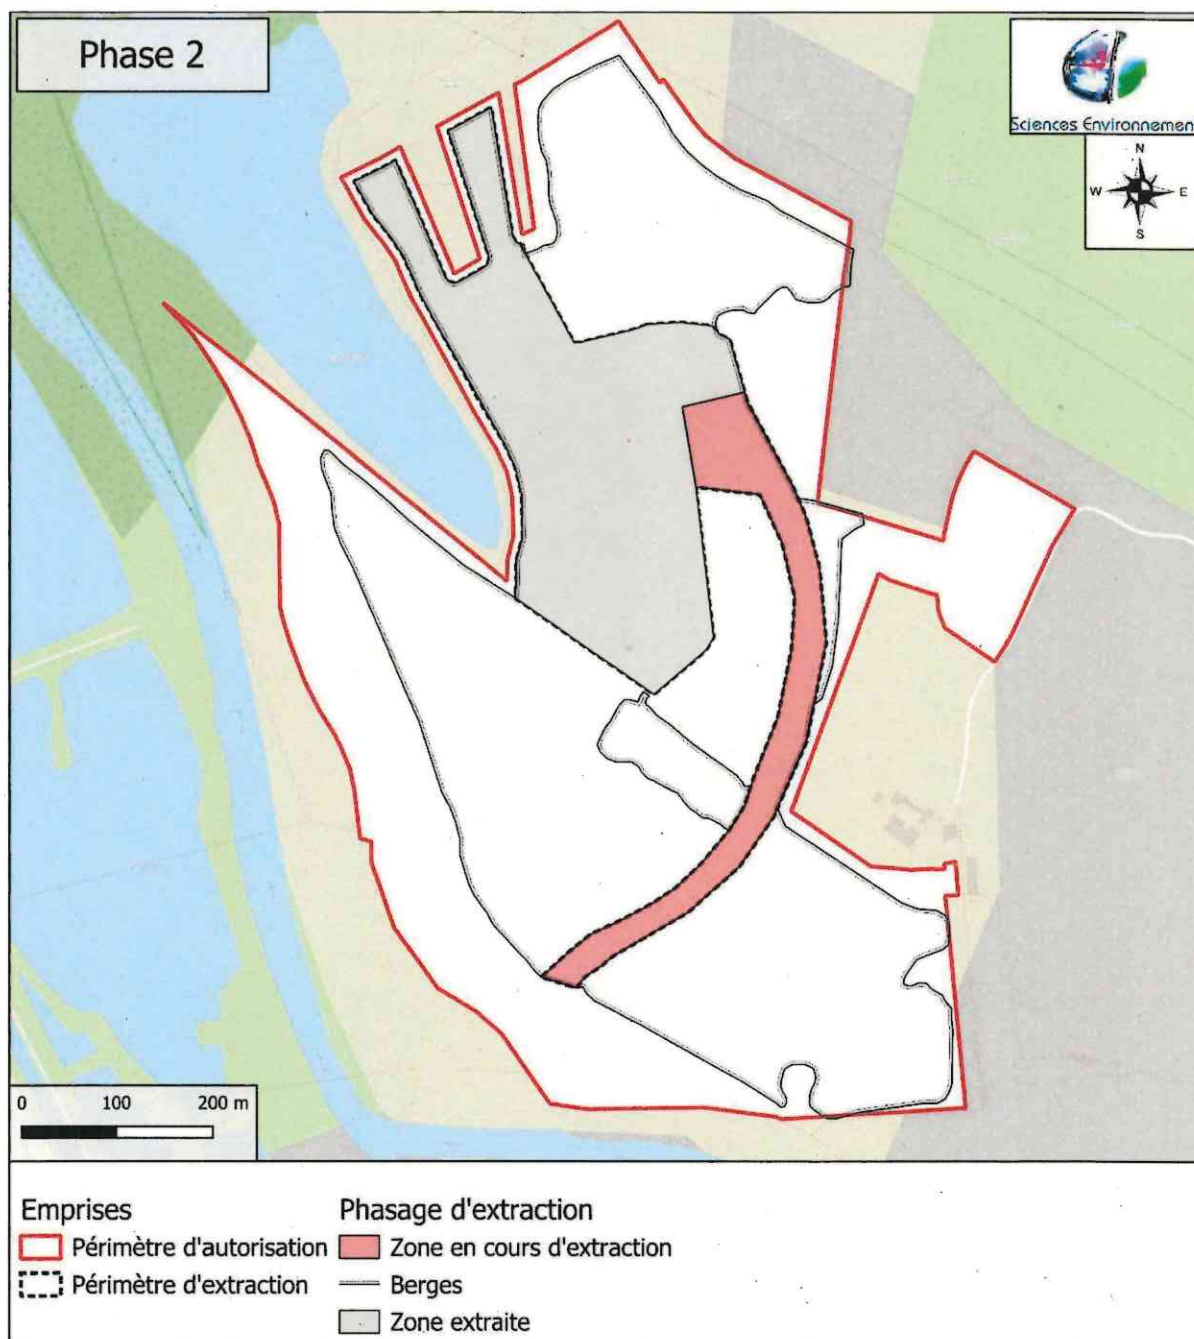 Phase 2
Sciences Environnement
N
W
E
S
0 100 200 m
Emprises
Périmètre d'autorisation
Périmètre d'extraction
Phasage d'extraction
Zone en cours d'extraction
Berges
Zone extraite